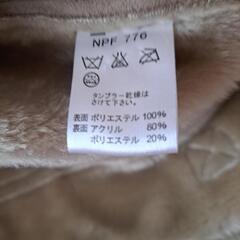 NPF 776
タンブラー乾燥は
さけて下さい。
表面 ポリエステル 100%
裏面 アクリル 80%
ポリエステル 20%